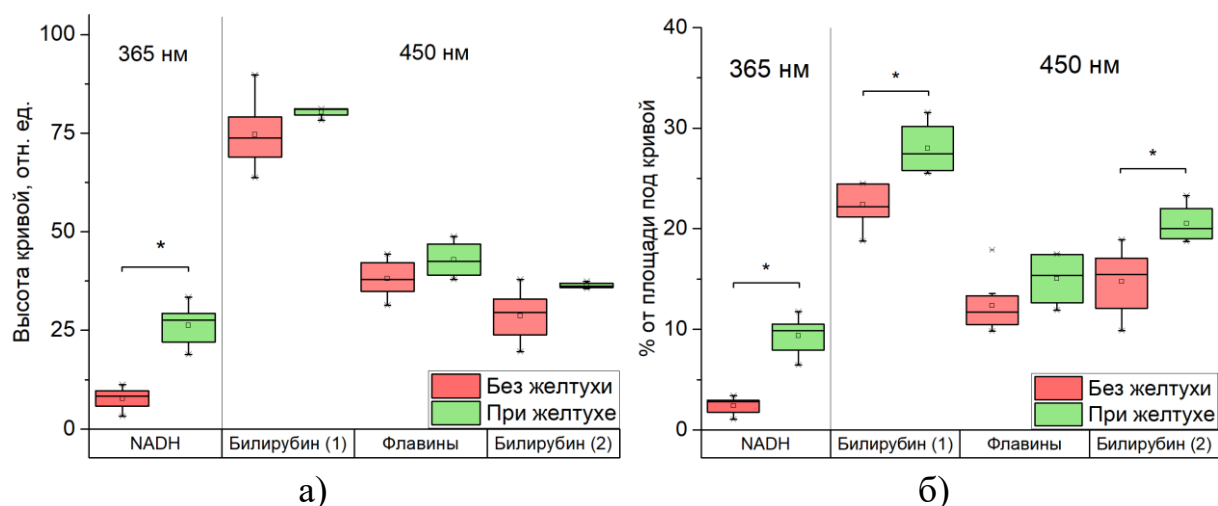 Высота кривой, отн. ед.
100
75
50
25
0
365 нм
450 нм
*
Без желтухи
При желтухе
NADH
Билирубин (1)
Флавины
Билирубин (2)
а)
% от площади под кривой
40
30
20
10
0
365 нм
450 нм
*
*
*
Без желтухи
При желтухе
NADH
Билирубин (1)
Флавины
Билирубин (2)
б)